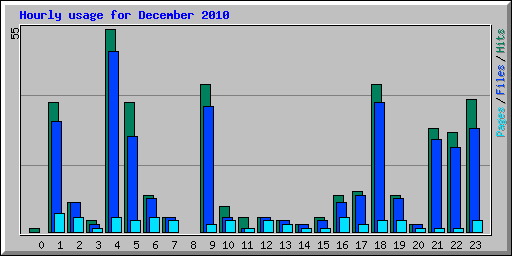 Hourly usage for December 2010
55
Pages/Files/Hits
0 1 2 3 4 5 6 7 8 9 10 11 12 13 14 15 16 17 18 19 20 21 22 23